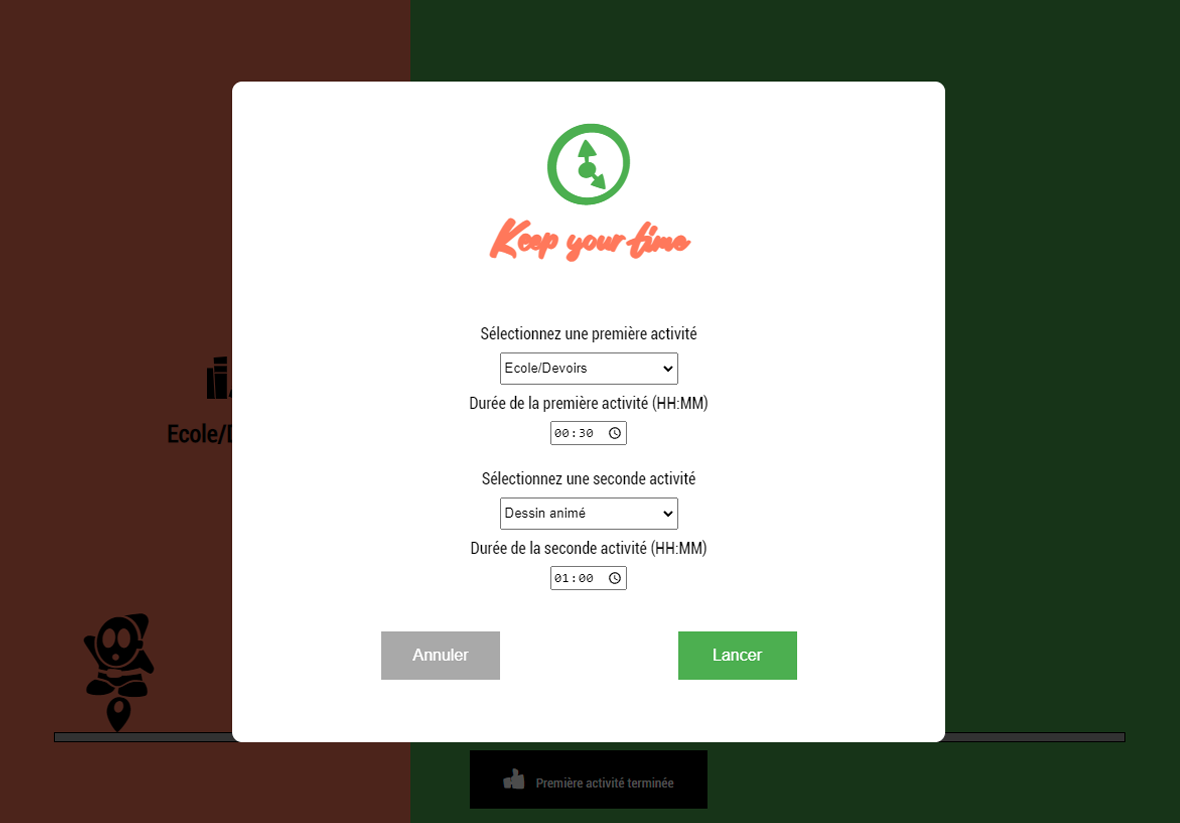 Keep your time
Sélectionnez une première activité
Ecole/Devoirs
Durée de la première activité (HH:MM)
00:30
Ecole/
Sélectionnez une seconde activité
Dessin animé
Durée de la seconde activité (HH:MM)
01:00
Annuler
Lancer
Première activité terminée